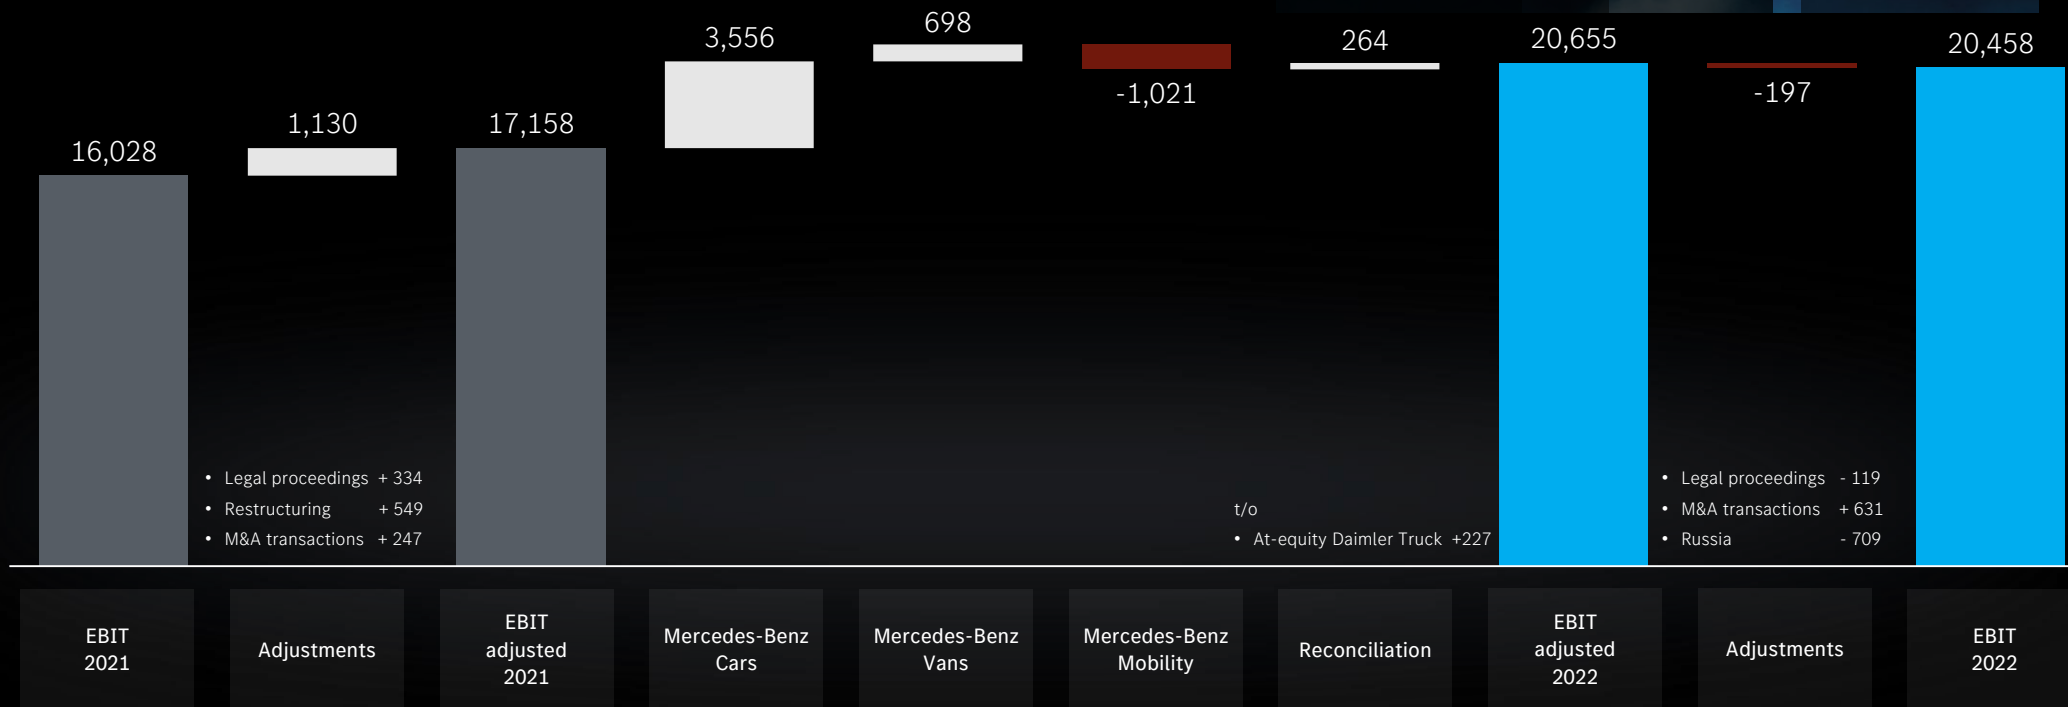 16,028
1,130
17,158
3,556
698
-1,021
264
20,655
-197
20,458
• Legal proceedings + 334
• Restructuring + 549
• M&A transactions + 247
t/o
• At-equity Daimler Truck +227
• Legal proceedings - 119
• M&A transactions + 631
• Russia - 709
EBIT
2021
Adjustments
EBIT
adjusted
2021
Mercedes-Benz
Cars
Mercedes-Benz
Vans
Mercedes-Benz
Mobility
Reconciliation
EBIT
adjusted
2022
Adjustments
EBIT
2022